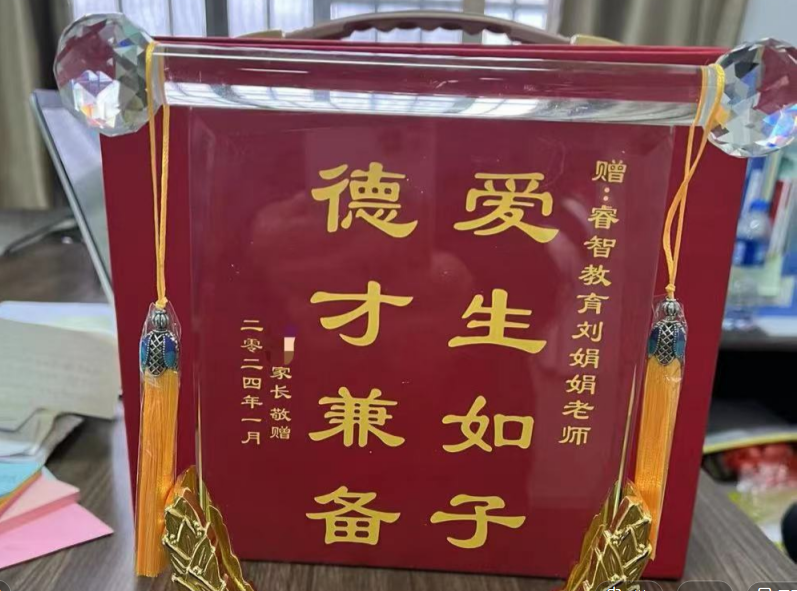 赠：睿智教育刘娟娟老师
爱生如子
德才兼备
家长敬赠
二零二四年一月